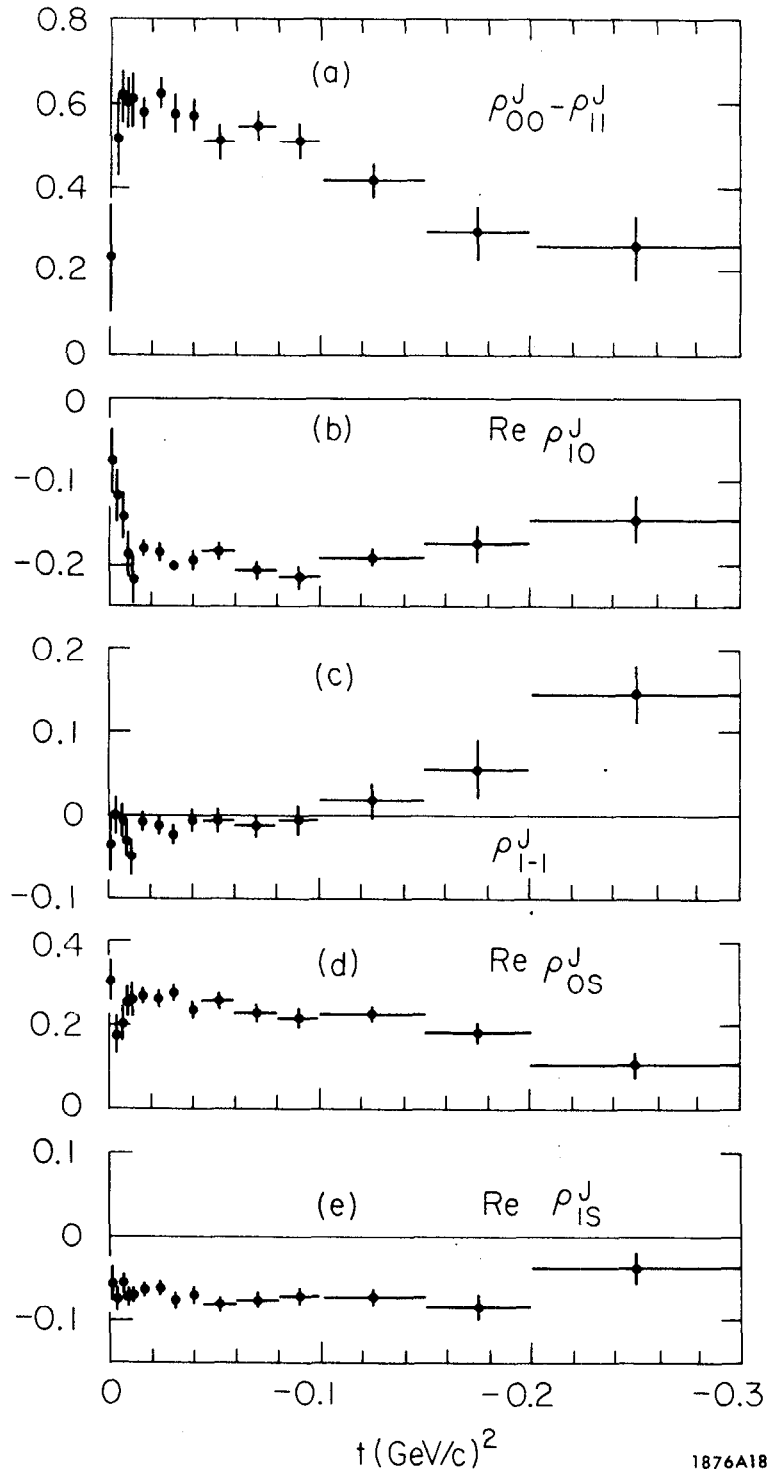 0.8
(a)
ρ^J_00 - ρ^J_11
0.6
0.4
0.2
0
0
(b)
Re ρ^J_10
-0.1
-0.2
0.2
(c)
0.1
0
ρ^J_1-1
-0.1
0.4
(d)
Re ρ^J_0S
0.2
0
0.1
(e)
Re ρ^J_1S
0
-0.1
0 -0.1 -0.2 -0.3
t (GeV/c)^2
1876A18